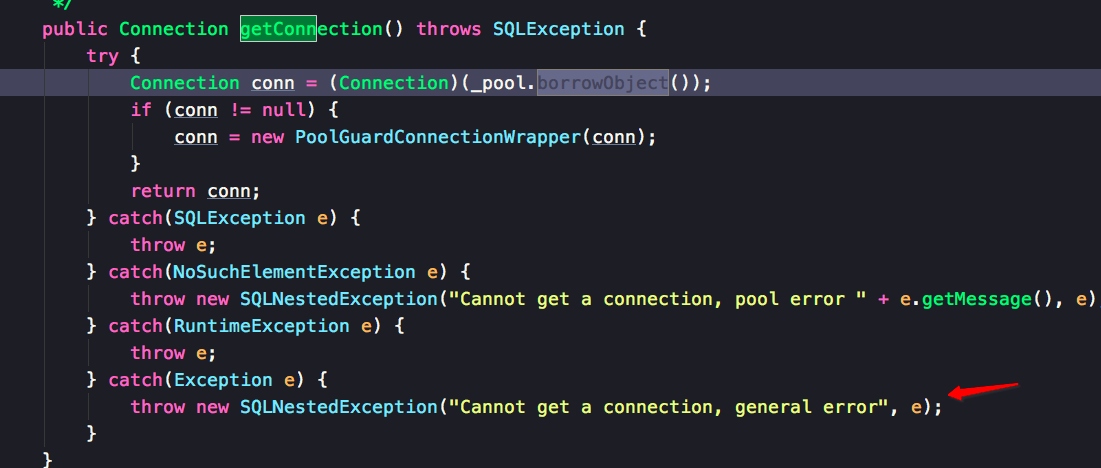 */
public Connection getConnection() throws SQLException {
try {
Connection conn = (Connection)(_pool.borrowObject());
if (conn != null) {
conn = new PoolGuardConnectionWrapper(conn);
}
return conn;
} catch(SQLException e) {
throw e;
} catch(NoSuchElementException e) {
throw new SQLNestedException("Cannot get a connection, pool error " + e.getMessage(), e)
} catch(RuntimeException e) {
throw e;
} catch(Exception e) {
throw new SQLNestedException("Cannot get a connection, general error", e);
}
}